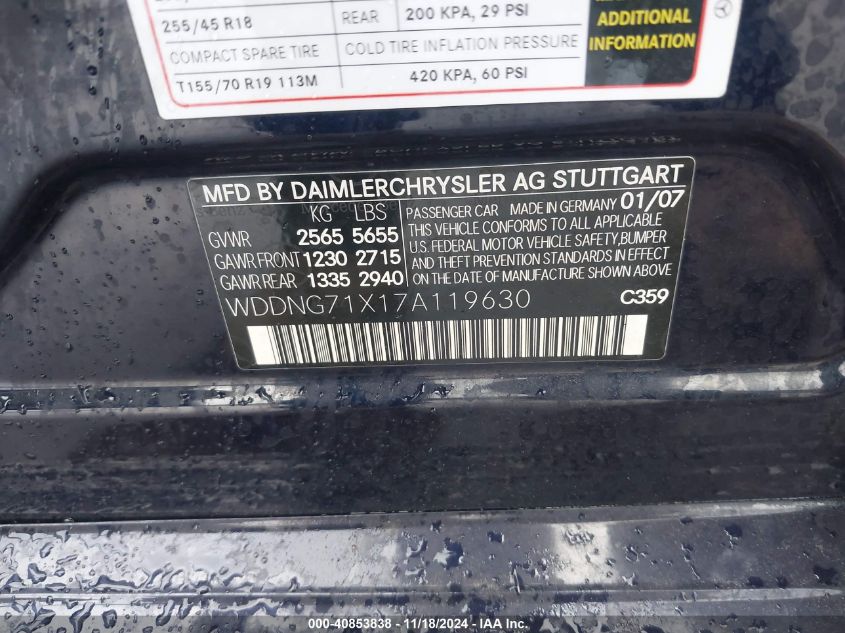 255/45 R18 REAR 200 KPA, 29 PSI
COMPACT SPARE TIRE COLD TIRE INFLATION PRESSURE
T155/70 R19 113M 420 KPA, 60 PSI
ADDITIONAL
INFORMATION
MFD BY DAIMLERCHRYSLER AG STUTTGART
KG LBS
GVWR 2565 5655
GAWR FRONT 1230 2715
GAWR REAR 1335 2940
PASSENGER CAR MADE IN GERMANY 01/07
THIS VEHICLE CONFORMS TO ALL APPLICABLE
U.S. FEDERAL MOTOR VEHICLE SAFETY, BUMPER
AND THEFT PREVENTION STANDARDS IN EFFECT
ON THE DATE OF MANUFACTURE SHOWN ABOVE
WDDNG71X17A119630 C359
000-40853838 - 11/18/2024 - IAA, Inc.